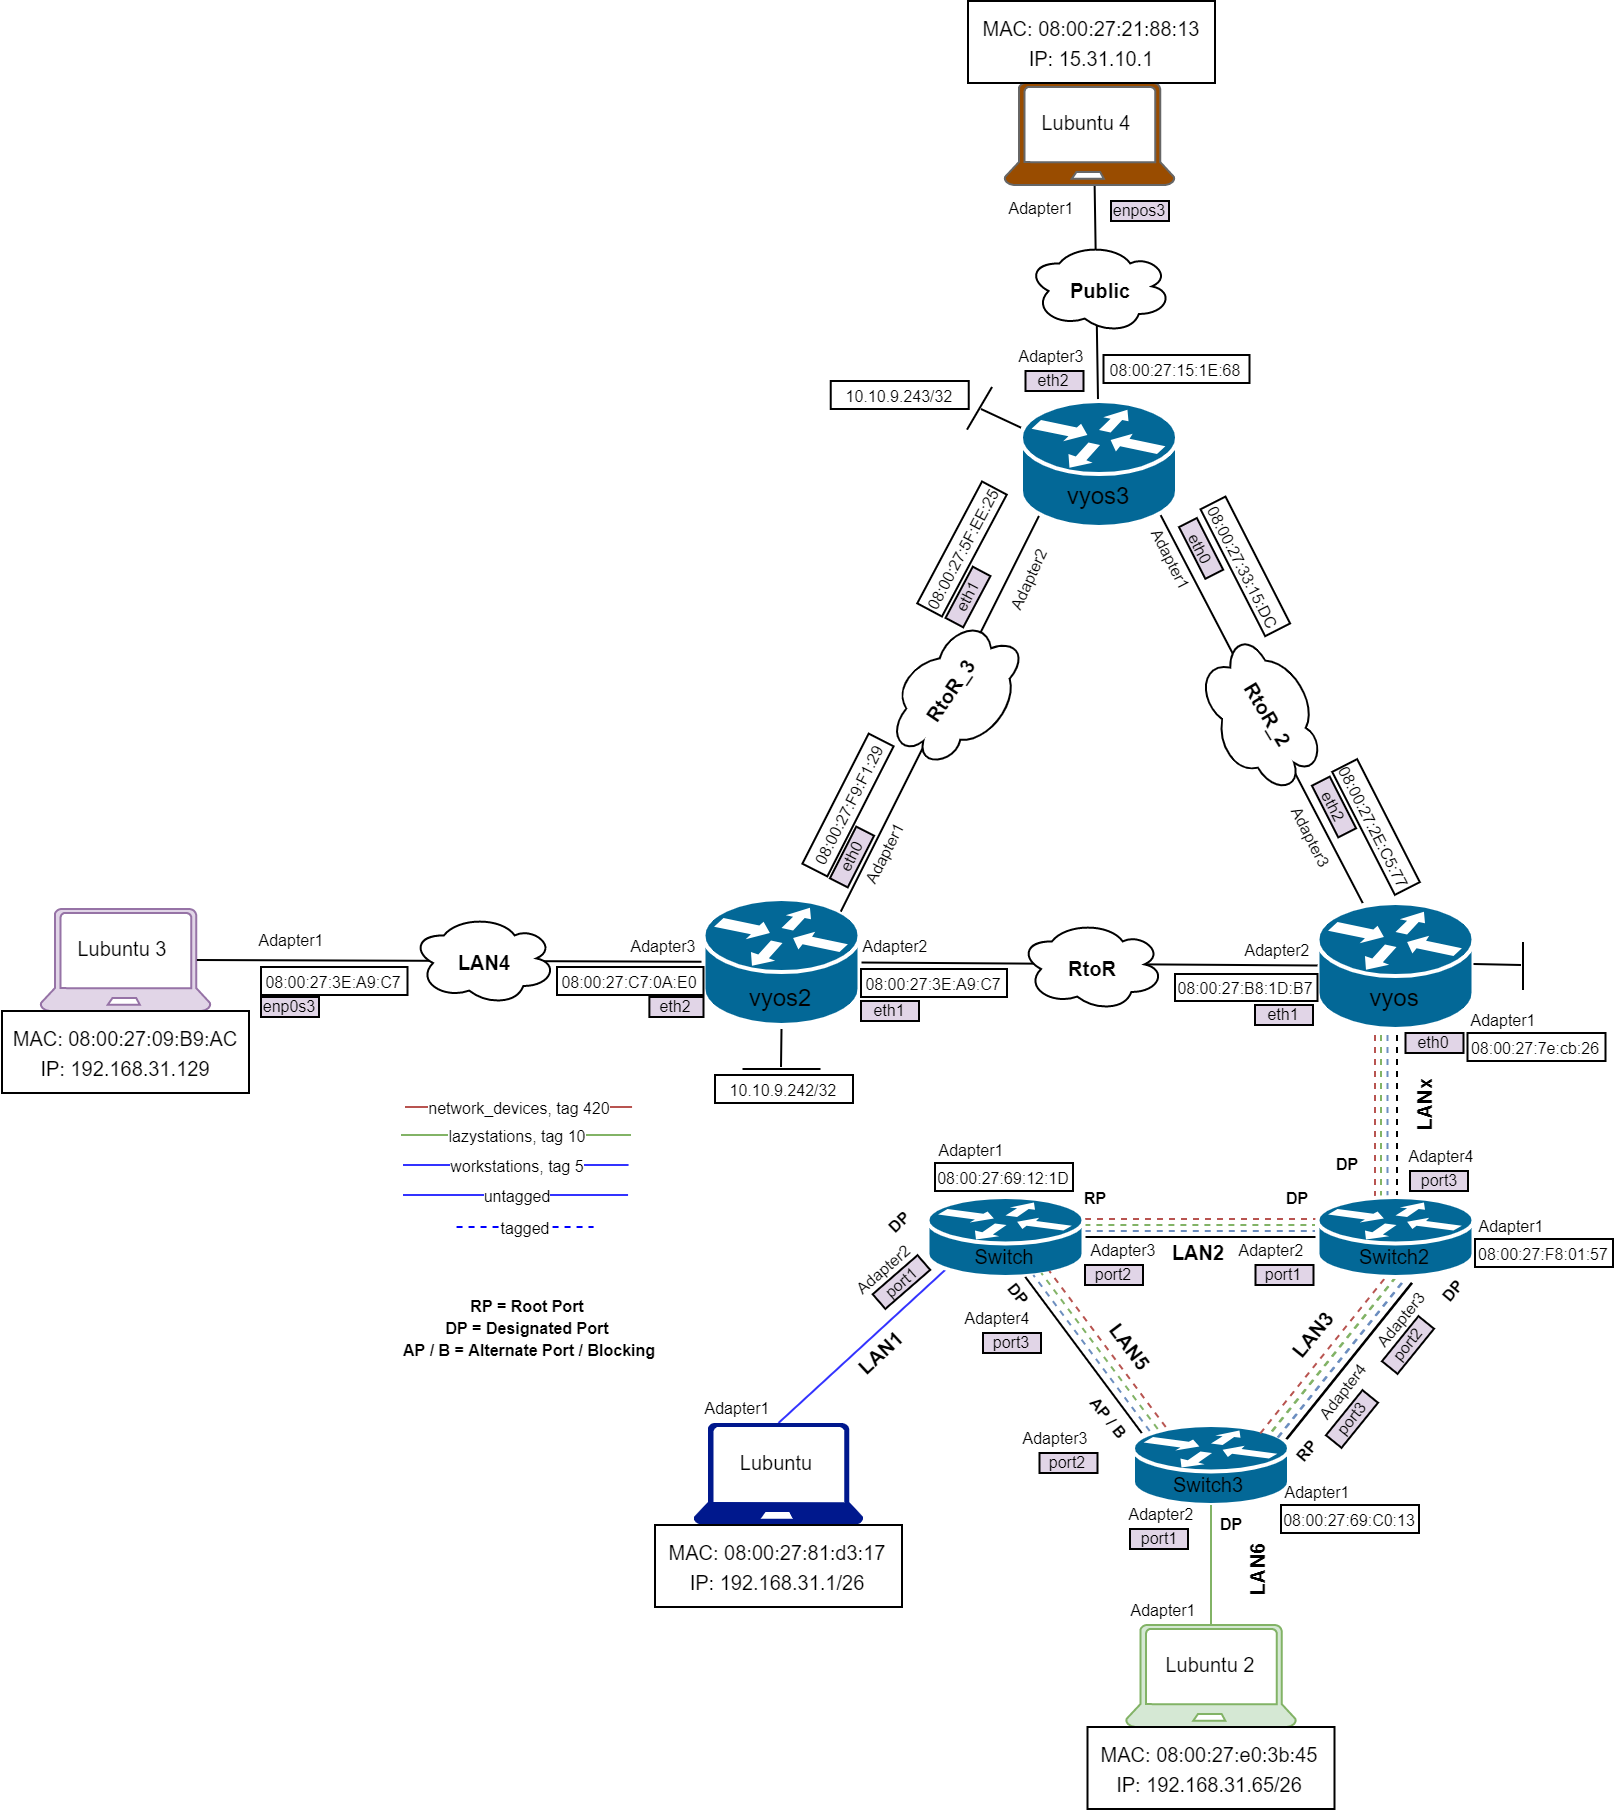 MAC: 08:00:27:21:88:13
IP: 15.31.10.1
Lubuntu 4
Adapter1
enpos3
Public
Adapter3
eth2
08:00:27:15:1E:68
10.10.9.243/32
vyos3
08:00:27:5F:EE:25
eth1
Adapter2
Adapter1
eth0
08:00:27:33:15:DC
RtoR_3
RtoR_2
08:00:27:F9:F1:29
eth0
Adapter1
Adapter3
eth2
08:00:27:2E:C5:77
Lubuntu 3
Adapter1
08:00:27:3E:A9:C7
enp0s3
MAC: 08:00:27:09:B9:AC
IP: 192.168.31.129
LAN4
Adapter3
08:00:27:C7:0A:E0
eth2
vyos2
Adapter2
08:00:27:3E:A9:C7
eth1
RtoR
Adapter2
08:00:27:B8:1D:B7
eth1
vyos
Adapter1
eth0
08:00:27:7e:cb:26
10.10.9.242/32
network_devices, tag 420
lazystations, tag 10
workstations, tag 5
untagged
tagged
LANx
DP
Adapter4
port3
Adapter1
08:00:27:69:12:1D
DP
RP
DP
Switch
Switch2
Adapter1
08:00:27:F8:01:57
Adapter2
port1
Adapter3
port2
LAN2
Adapter2
port1
DP
Adapter4
port3
LAN5
LAN3
Adapter3
port2
DP
RP = Root Port
DP = Designated Port
AP / B = Alternate Port / Blocking
LAN1
Adapter4
port3
AP / B
RP
Adapter3
port2
Switch3
Adapter1
08:00:27:69:C0:13
Adapter2
port1
DP
LAN6
Adapter1
Lubuntu
MAC: 08:00:27:81:d3:17
IP: 192.168.31.1/26
Adapter1
Lubuntu 2
MAC: 08:00:27:e0:3b:45
IP: 192.168.31.65/26